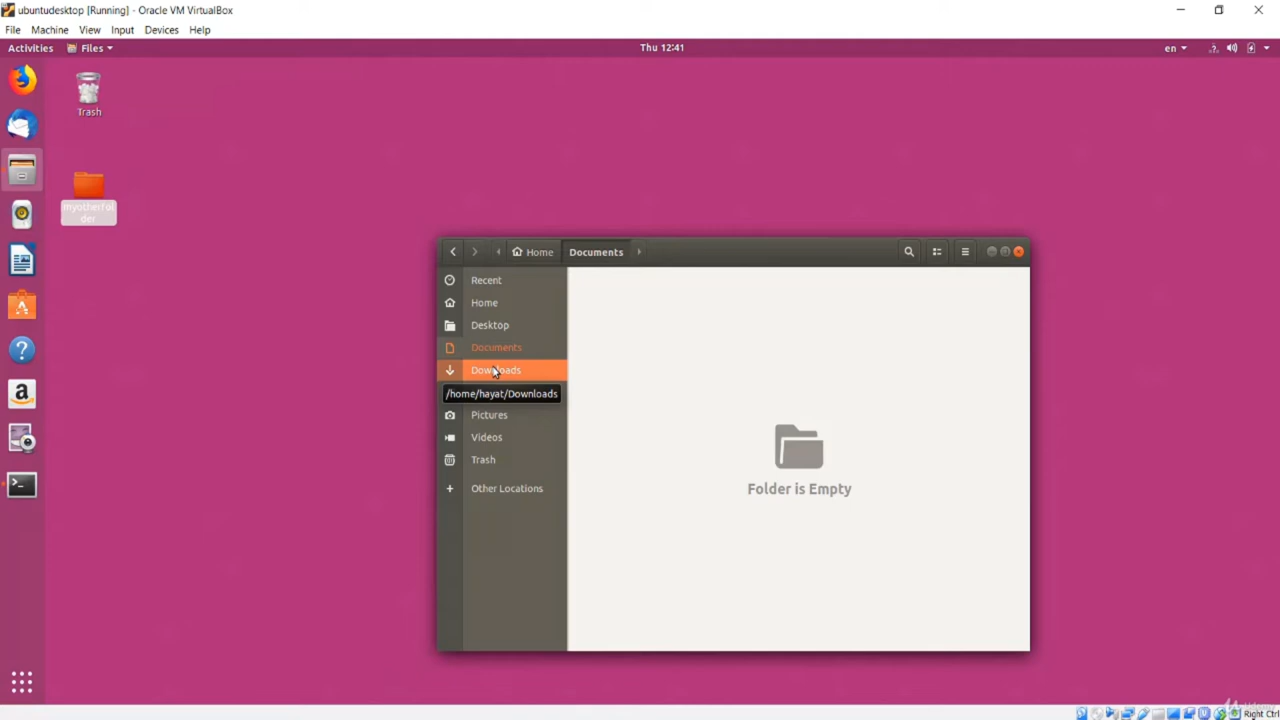 ubuntudesktop [Running] - Oracle VM VirtualBox
File Machine View Input Devices Help
Activities Files Thu 12:41 en
Trash
myotherfol
der
Home Documents
Recent
Home
Desktop
Documents
Downloads
/home/hayat/Downloads
Pictures
Videos
Trash
Other Locations
Folder is Empty
Right Ctrl